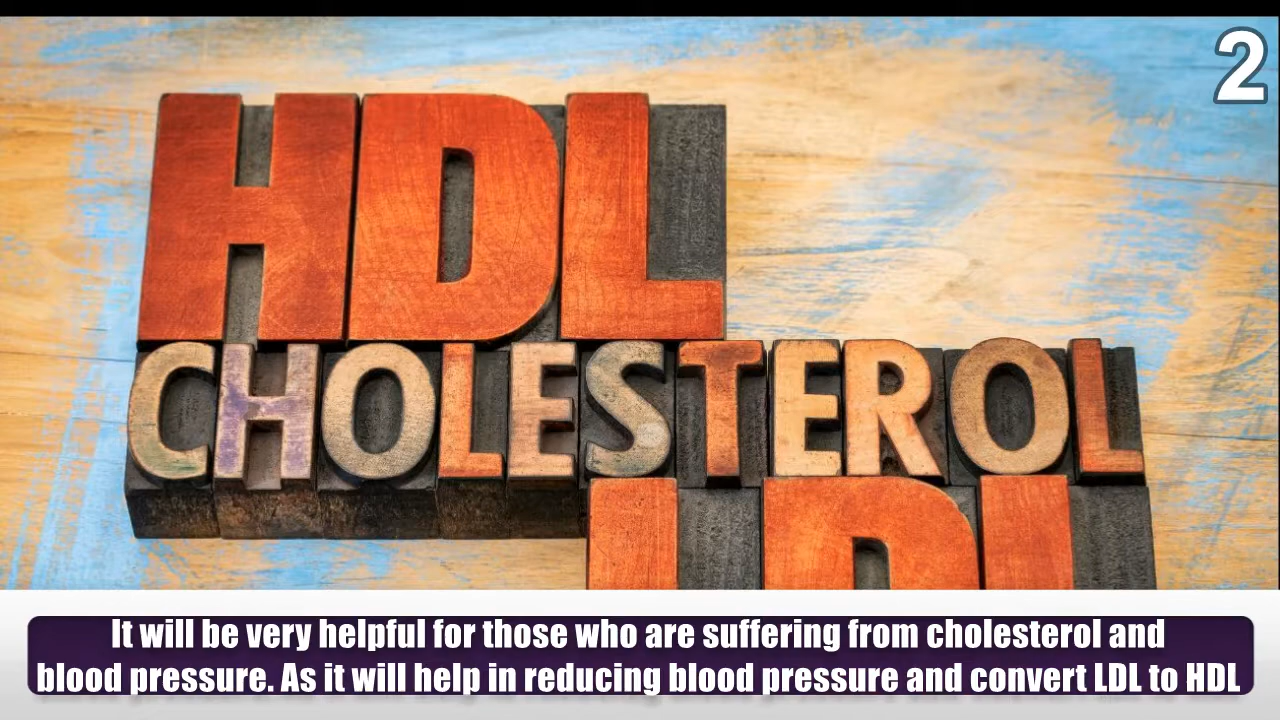 2
HDL
CHOLESTEROL
LDL
It will be very helpful for those who are suffering from cholesterol and
blood pressure. As it will help in reducing blood pressure and convert LDL to HDL